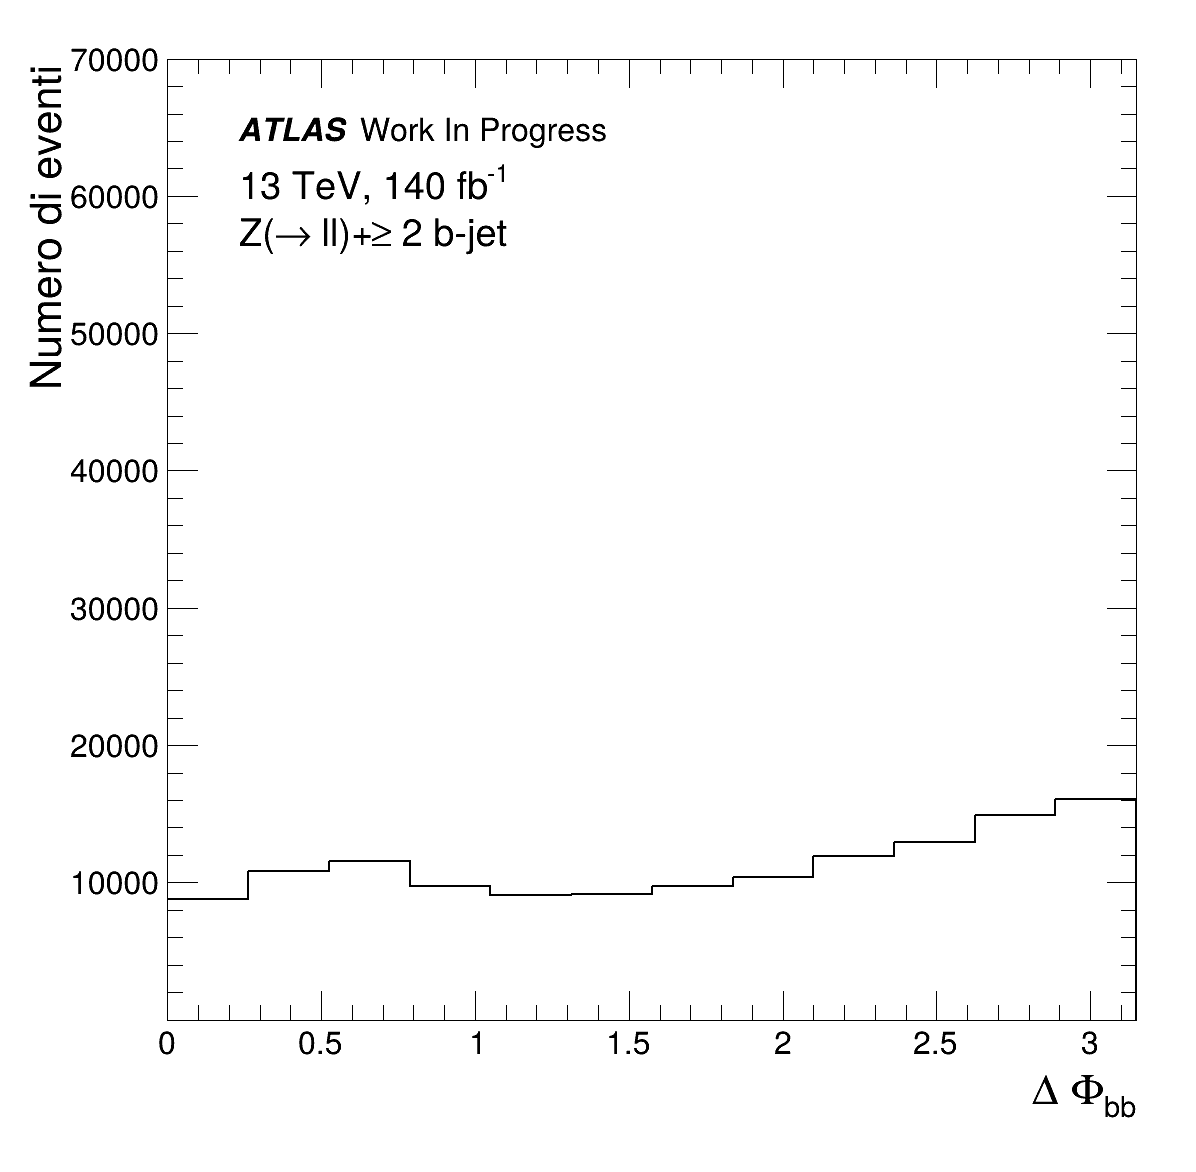 70000
60000
50000
40000
30000
20000
10000
Numero di eventi
ATLAS Work In Progress
13 TeV, 140 fb⁻¹
Z(→ ll)+≥ 2 b-jet
0 0.5 1 1.5 2 2.5 3
Δ Φbb